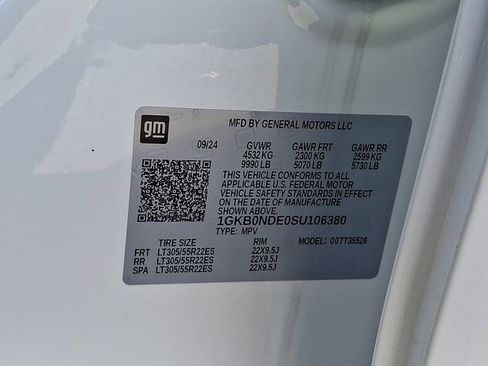 MFD BY GENERAL MOTORS LLC
gm
09/24 GVWR GAWR FRT GAWR RR
4532 KG 2300 KG 2599 KG
9990 LB 5070 LB 5730 LB
THIS VEHICLE CONFORMS TO ALL
APPLICABLE U.S. FEDERAL MOTOR
VEHICLE SAFETY STANDARDS IN EFFECT
ON THE DATE OF MANUFACTURE SHOWN
ABOVE.
1GKB0NDE0SU106380
TYPE: MPV
TIRE SIZE RIM MODEL: 00TT35526
FRT LT305/55R22ES 22X9.5J
RR LT305/55R22ES 22X9.5J
SPA LT305/55R22ES 22X9.5J